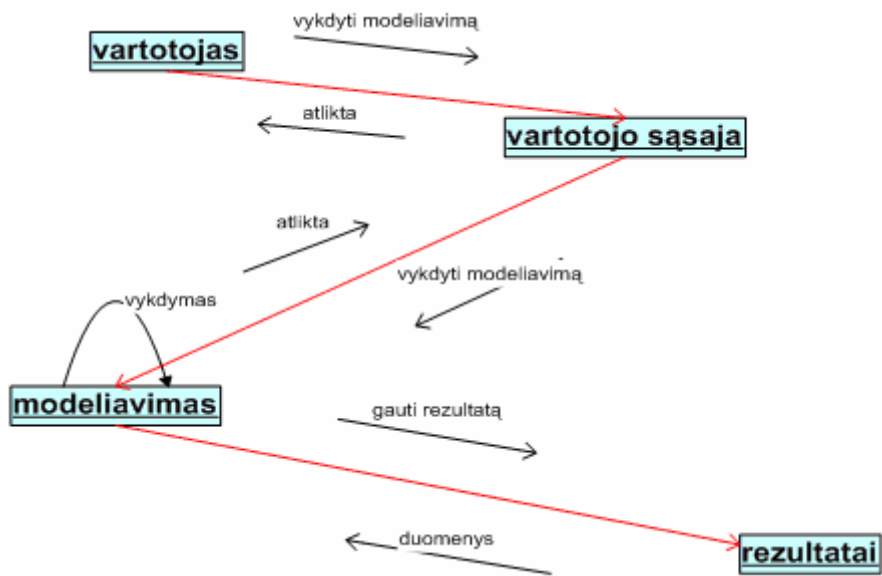 vykdyti modeliavimą
vartotojas
atlikta
vartotojo sąsaja
atlikta
vykdyti modeliavimą
vykdymas
modeliavimas
gauti rezultatą
duomenys
rezultatai